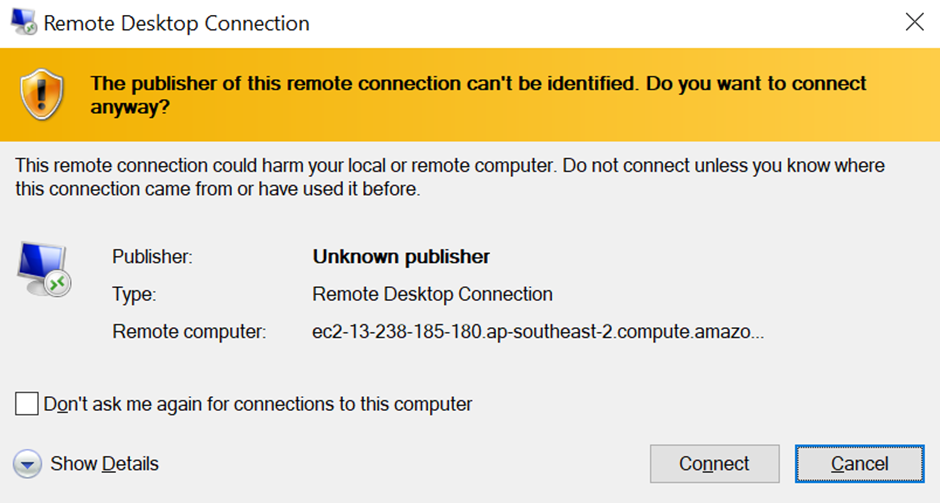 Remote Desktop Connection
The publisher of this remote connection can't be identified. Do you want to connect
anyway?
This remote connection could harm your local or remote computer. Do not connect unless you know where
this connection came from or have used it before.
Publisher: Unknown publisher
Type: Remote Desktop Connection
Remote computer: ec2-13-238-185-180.ap-southeast-2.compute.amazo...
Don't ask me again for connections to this computer
Show Details Connect Cancel